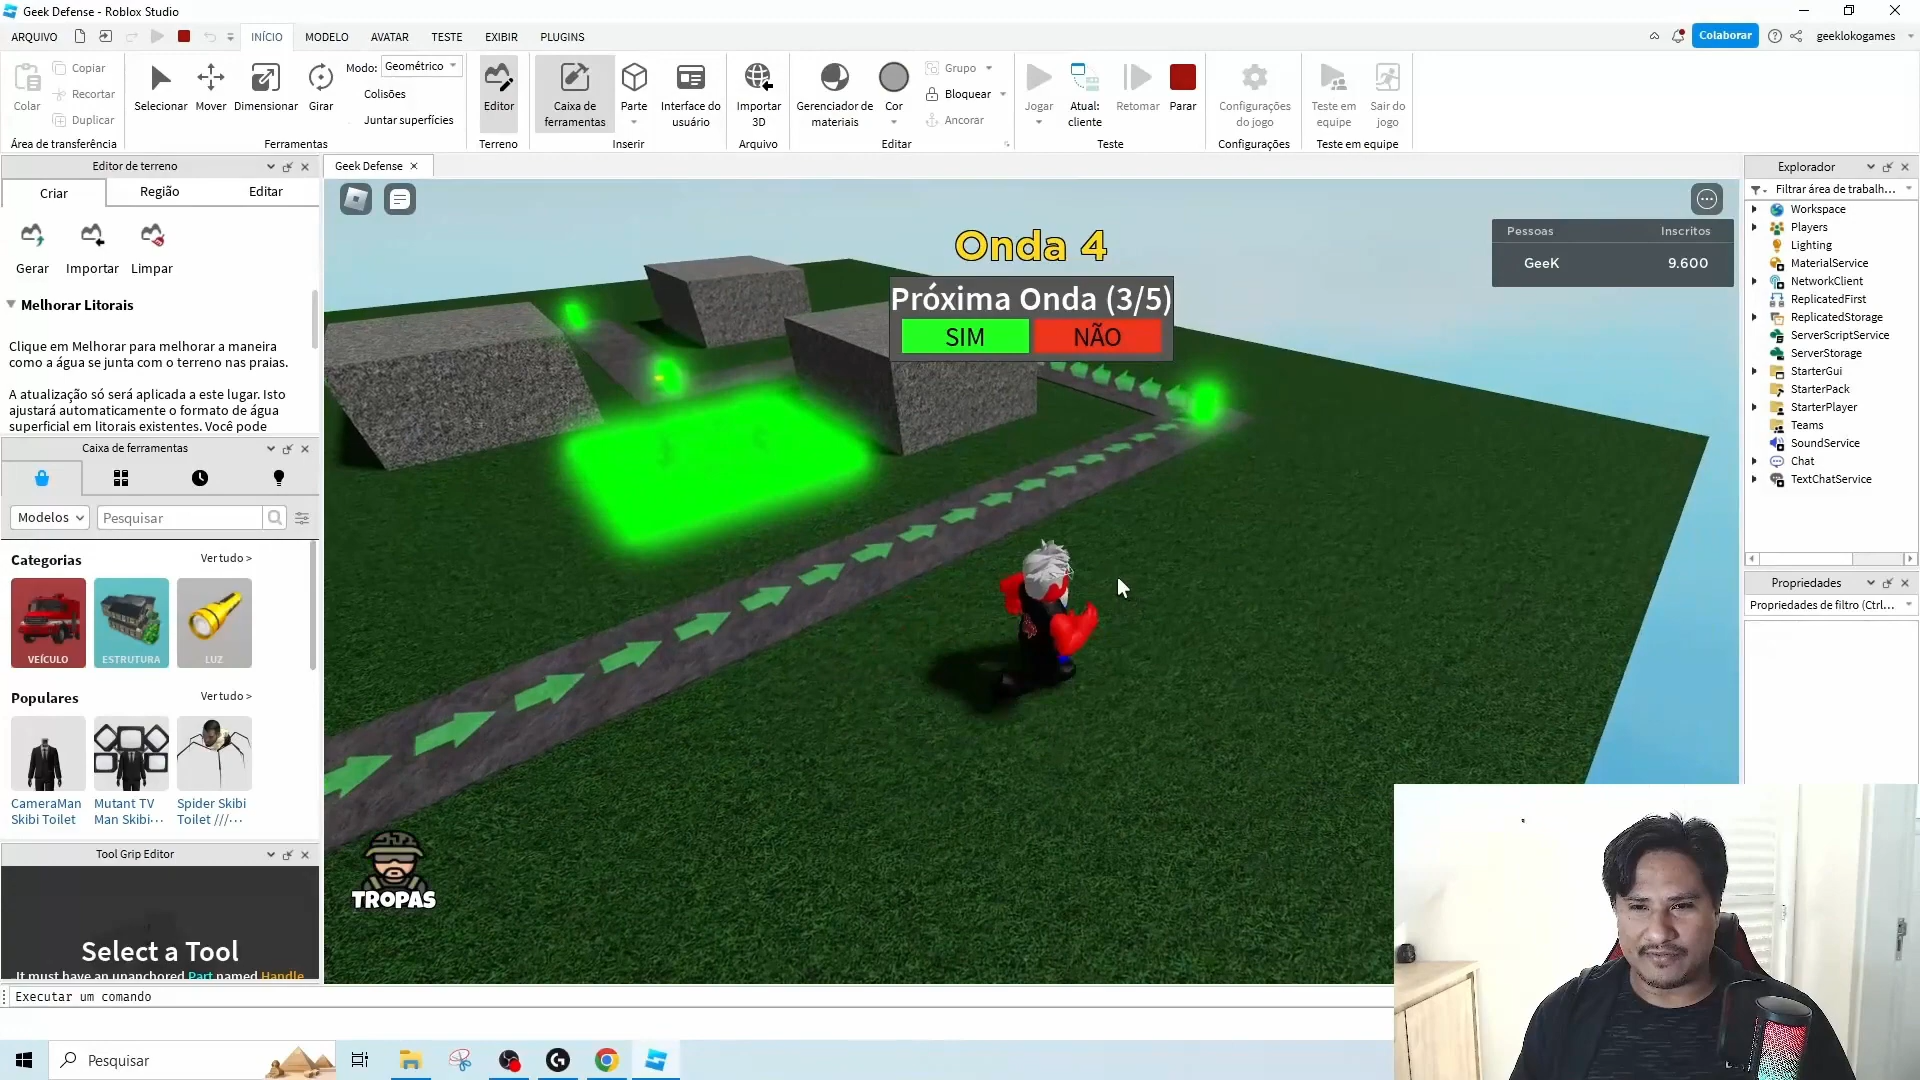 Geek Defense - Roblox Studio
ARQUIVO
INÍCIO
MODELO
AVATAR
TESTE
EXIBIR
PLUGINS
Colaborar
geeklokogames
Colar
Copiar
Recortar
Duplicar
Área de transferência
Selecionar
Mover
Dimensionar
Girar
Modo:
Geométrico
Colisões
Juntar superfícies
Ferramentas
Editor
Terreno
Caixa de
ferramentas
Parte
Interface do
usuário
Inserir
Importar
3D
Arquivo
Gerenciador de
materiais
Cor
Grupo
Bloquear
Ancorar
Editar
Jogar
Atual:
cliente
Retomar
Parar
Teste
Configurações
do jogo
Configurações
Teste em
equipe
Sair do
jogo
Teste em equipe
Editor de terreno
Criar
Região
Editar
Gerar
Importar
Limpar
Melhorar Litorais
Clique em Melhorar para melhorar a maneira
como a água se junta com o terreno nas praias.
A atualização só será aplicada a este lugar. Isto
ajustará automaticamente o formato de água
superficial em litorais existentes. Você pode
Caixa de ferramentas
Modelos
Pesquisar
Categorias
Ver tudo >
VEÍCULO
ESTRUTURA
LUZ
Populares
Ver tudo >
CameraMan
Skibi Toilet
Mutant TV
Man Skibi···
Spider Skibi
Toilet ///···
Tool Grip Editor
Select a Tool
It must have an unanchored Part named Handle
Executar um comando
Geek Defense
Onda 4
Próxima Onda (3/5)
SIM
NÃO
Pessoas
Inscritos
GeeK
9.600
TROPAS
Explorador
Filtrar área de trabalh...
Workspace
Players
Lighting
MaterialService
NetworkClient
ReplicatedFirst
ReplicatedStorage
ServerScriptService
ServerStorage
StarterGui
StarterPack
StarterPlayer
Teams
SoundService
Chat
TextChatService
Propriedades
Propriedades de filtro (Ctrl...
Pesquisar